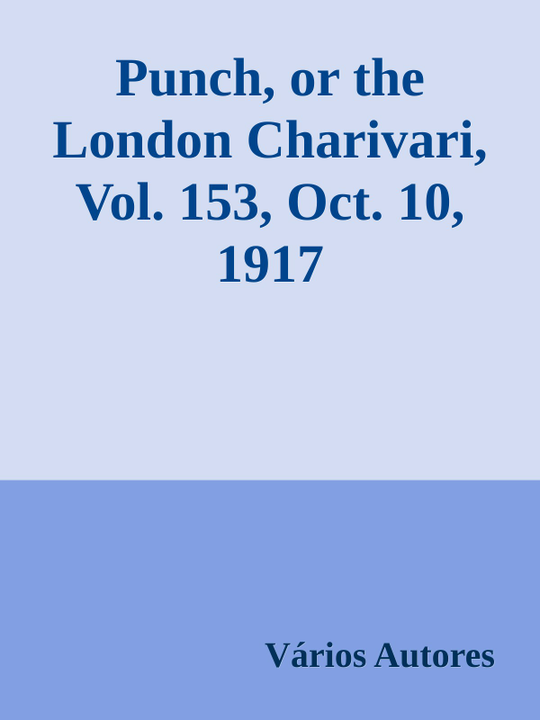 Punch, or the
London Charivari,
Vol. 153, Oct. 10,
1917
Vários Autores